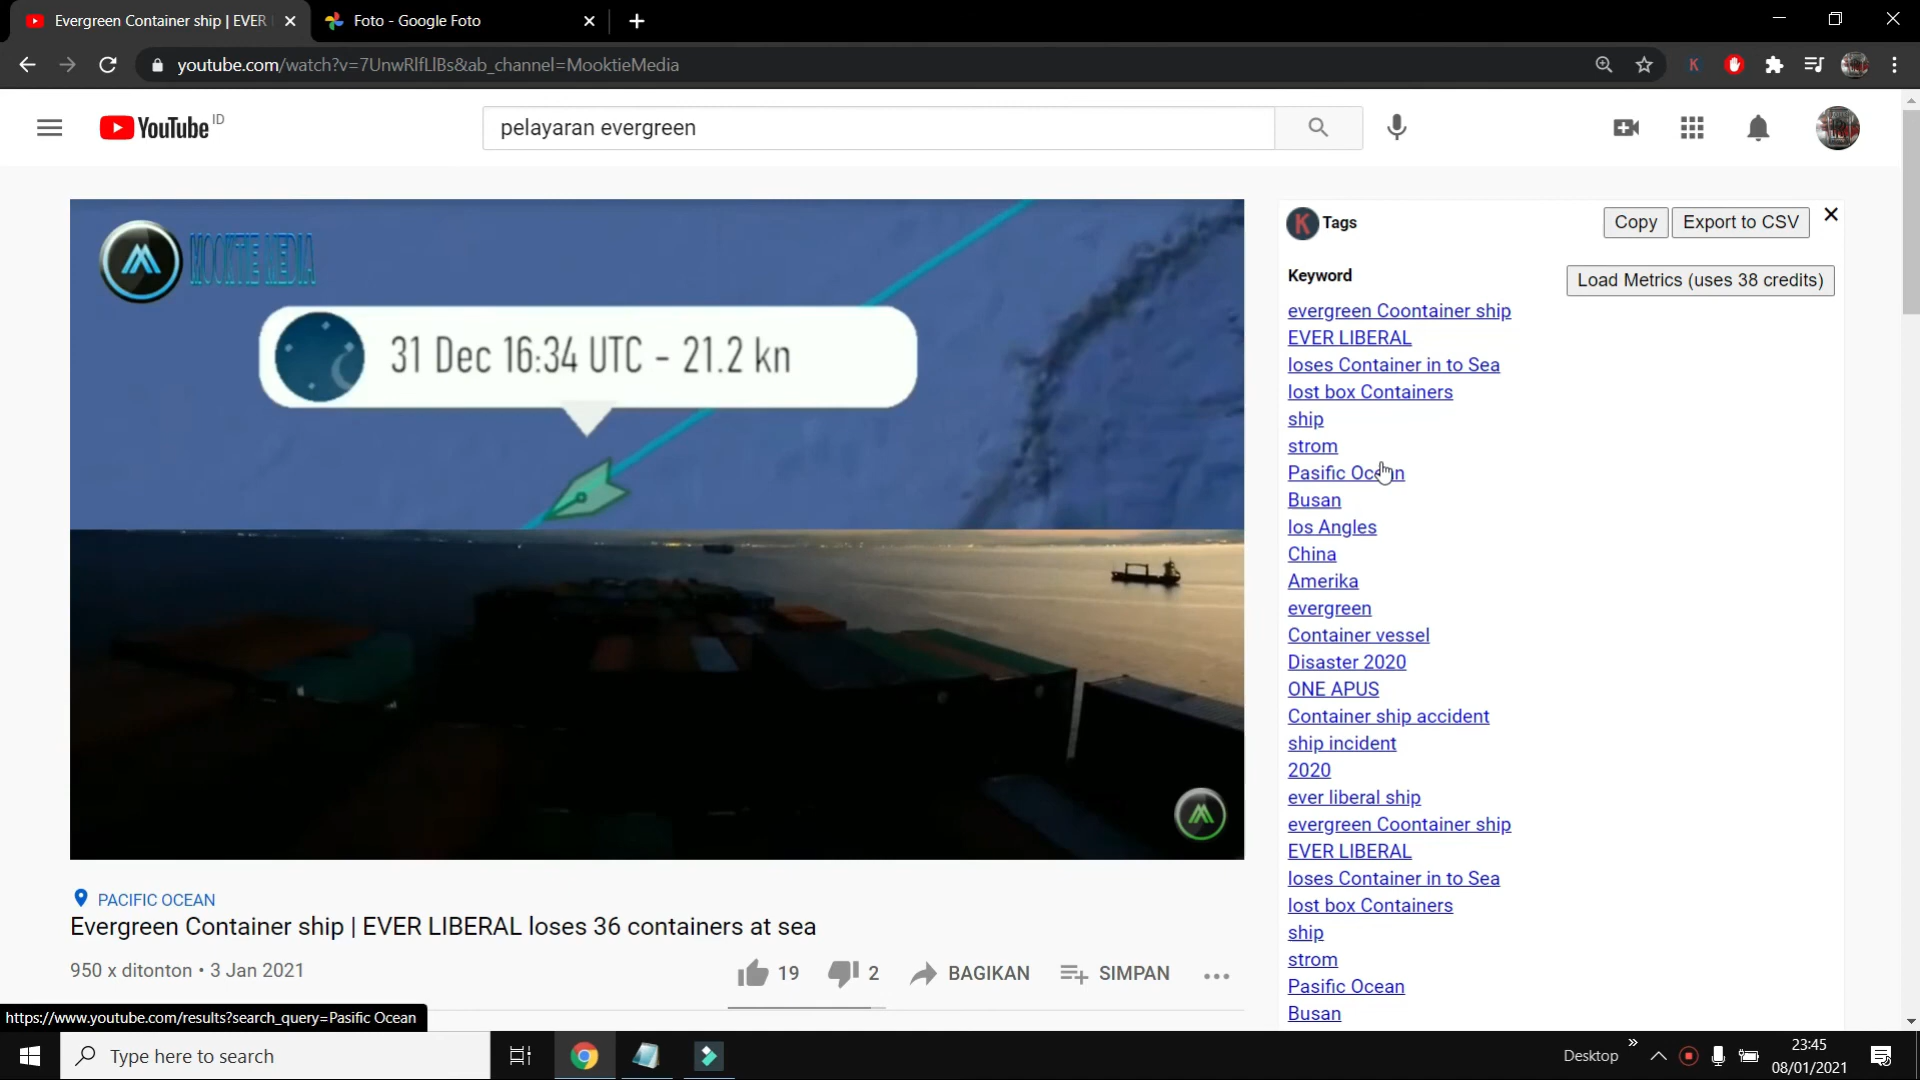 Evergreen Container ship | EVER
Foto - Google Foto
youtube.com/watch?v=7UnwRlfLlBs&ab_channel=MooktieMedia
K
YouTube ID
pelayaran evergreen
MOOKTIE MEDIA
31 Dec 16:34 UTC - 21.2 kn
K Tags
Copy
Export to CSV
Keyword
Load Metrics (uses 38 credits)
evergreen Coontainer ship
EVER LIBERAL
loses Container in to Sea
lost box Containers
ship
strom
Pasific Ocean
Busan
los Angles
China
Amerika
evergreen
Container vessel
Disaster 2020
ONE APUS
Container ship accident
ship incident
2020
ever liberal ship
evergreen Coontainer ship
EVER LIBERAL
loses Container in to Sea
lost box Containers
ship
strom
Pasific Ocean
Busan
PACIFIC OCEAN
Evergreen Container ship | EVER LIBERAL loses 36 containers at sea
950 x ditonton • 3 Jan 2021
19
2
BAGIKAN
SIMPAN
https://www.youtube.com/results?search_query=Pasific Ocean
Type here to search
Desktop
23:45
08/01/2021